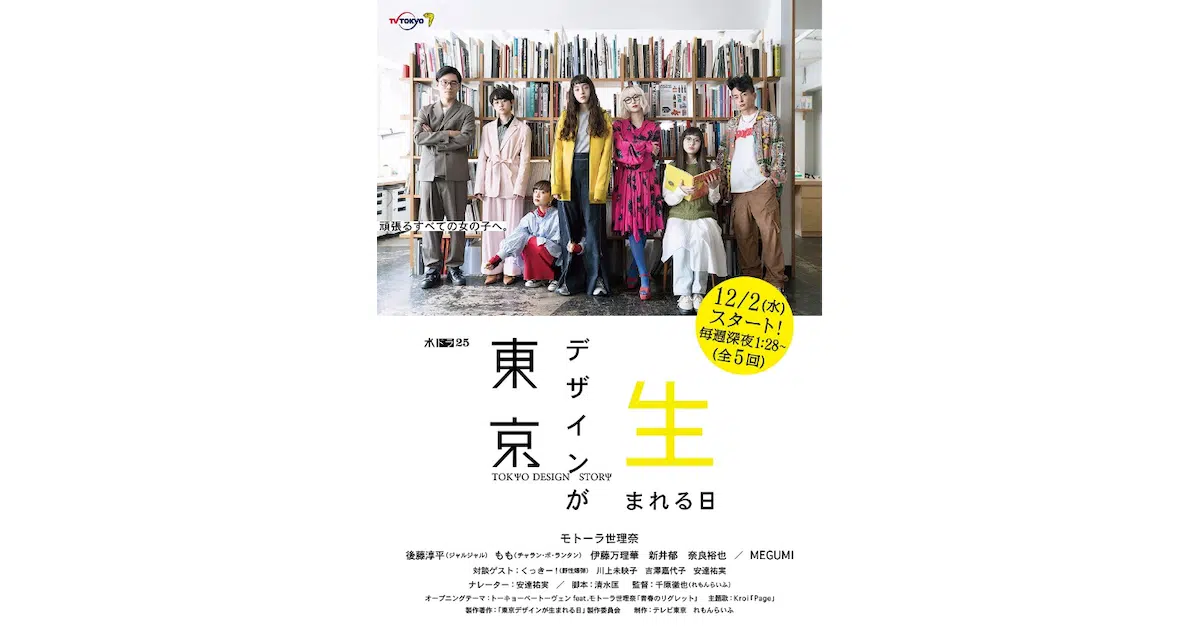 TV TOKYO 7
頑張るすべての女の子へ。
12/2(水)
スタート!
毎週深夜1:28~
(全5回)
水ドラ25
東京
デザインが
生まれる日
TOKYO DESIGN STORY
モトーラ世理奈
後藤淳平(ジャルジャル) もも(チャラン・ポ・ランタン) 伊藤万理華 新井郁 奈良裕也 / MEGUMI
対談ゲスト:くっきー!(野性爆弾) 川上未映子 吉澤嘉代子 安達祐実
ナレーター:安達祐実 / 脚本:清水匡 監督:千原徹也(れもんらいふ)
オープニングテーマ:トーキョーベートーヴェン feat.モトーラ世理奈「青春のリグレット」 主題歌:Kroi「Page」
製作著作:「東京デザインが生まれる日」製作委員会 制作:テレビ東京 れもんらいふ